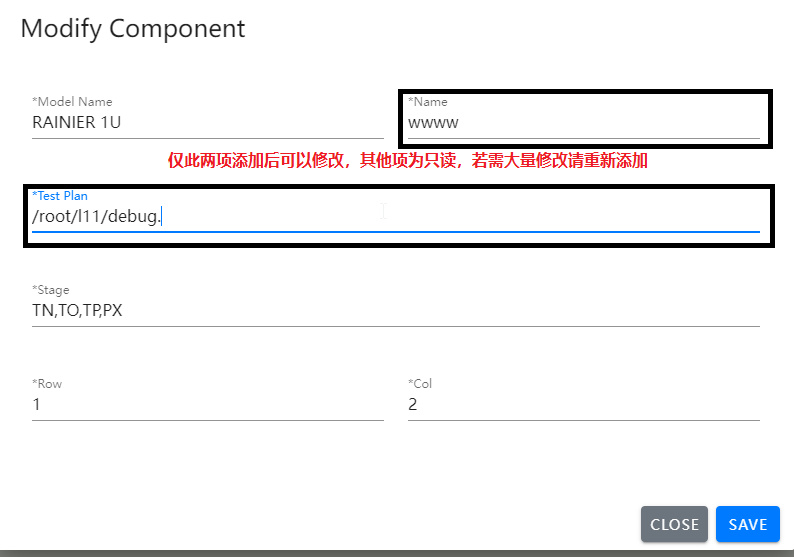 Modify Component
*Model Name
RAINIER 1U
*Name
wwww
仅此两项添加后可以修改，其他项为只读，若需大量修改请重新添加
*Test Plan
/root/l11/debug.
*Stage
TN,TO,TP,PX
*Row
1
*Col
2
CLOSE
SAVE